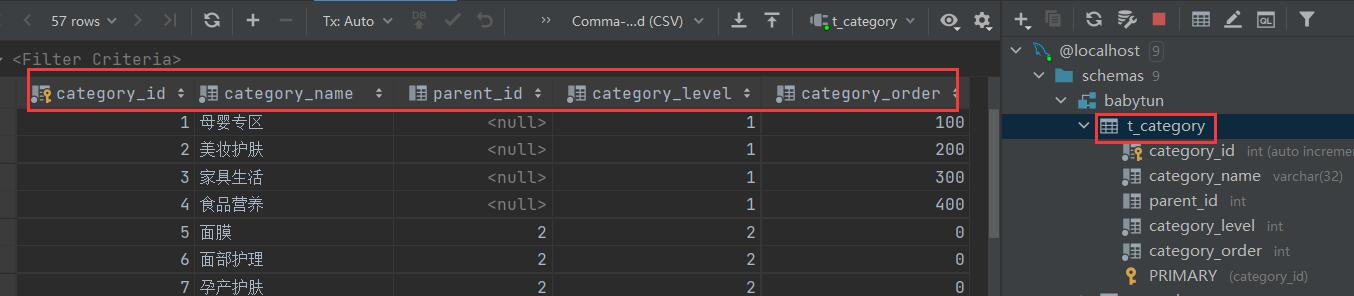 57 rows Tx: Auto DB Comma-...d (CSV) t_category
<Filter Criteria>
category_id category_name parent_id category_level category_order
1 母婴专区 <null> 1 100
2 美妆护肤 <null> 1 200
3 家具生活 <null> 1 300
4 食品营养 <null> 1 400
5 面膜 2 2 0
6 面部护理 2 2 0
7 孕产护肤 2 2 0
@localhost 9
schemas 9
babytun
t_category
category_id int (auto increme
category_name varchar(32)
parent_id int
category_level int
category_order int
PRIMARY (category_id)